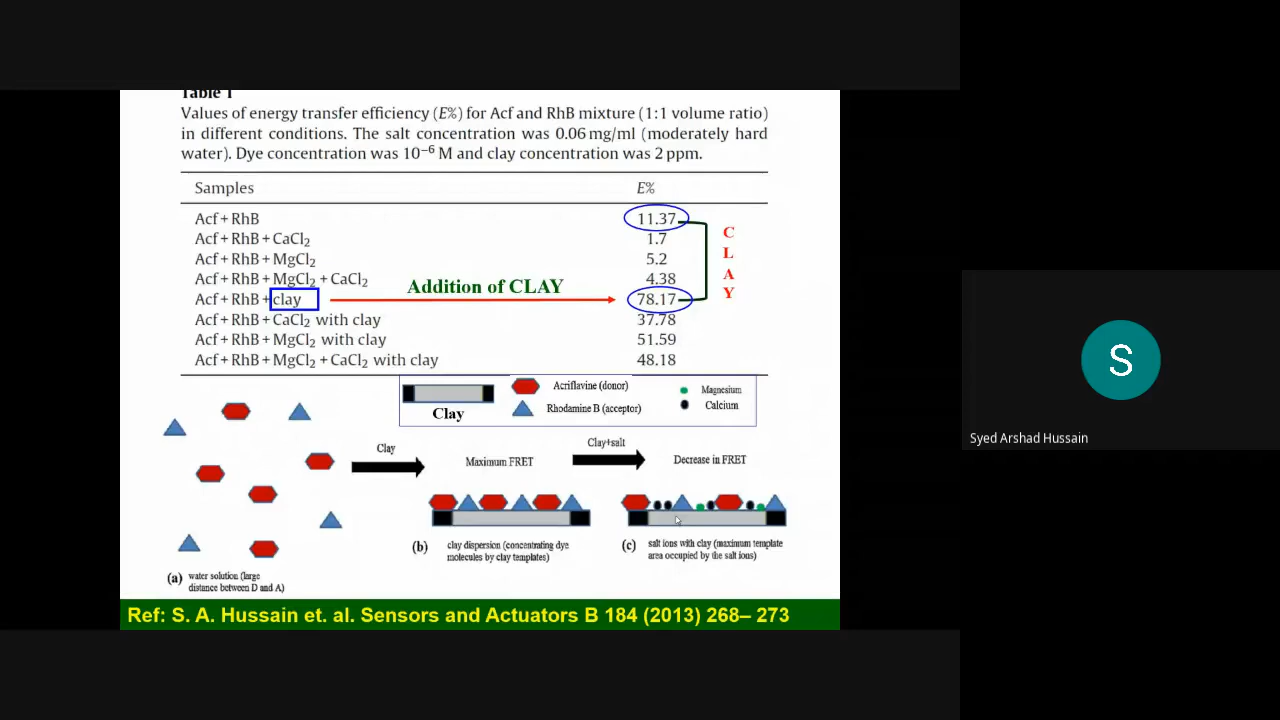 Table 1
Values of energy transfer efficiency (E%) for Acf and RhB mixture (1:1 volume ratio)
in different conditions. The salt concentration was 0.06 mg/ml (moderately hard
water). Dye concentration was 10⁻⁶ M and clay concentration was 2 ppm.
Samples E%
Acf + RhB 11.37
Acf + RhB + CaCl₂ 1.7
Acf + RhB + MgCl₂ 5.2
Acf + RhB + MgCl₂ + CaCl₂ 4.38
Acf + RhB + clay 78.17
Acf + RhB + CaCl₂ with clay 37.78
Acf + RhB + MgCl₂ with clay 51.59
Acf + RhB + MgCl₂ + CaCl₂ with clay 48.18
Addition of CLAY
C
L
A
Y
Clay
Acriflavine (donor)
Rhodamine B (acceptor)
Magnesium
Calcium
Clay
Maximum FRET
Clay+salt
Decrease in FRET
(a) water solution (large
distance between D and A)
(b) clay dispersion (concentrating dye
molecules by clay templates)
(c) salt ions with clay (maximum template
area occupied by the salt ions)
Ref: S. A. Hussain et. al. Sensors and Actuators B 184 (2013) 268– 273
S
Syed Arshad Hussain